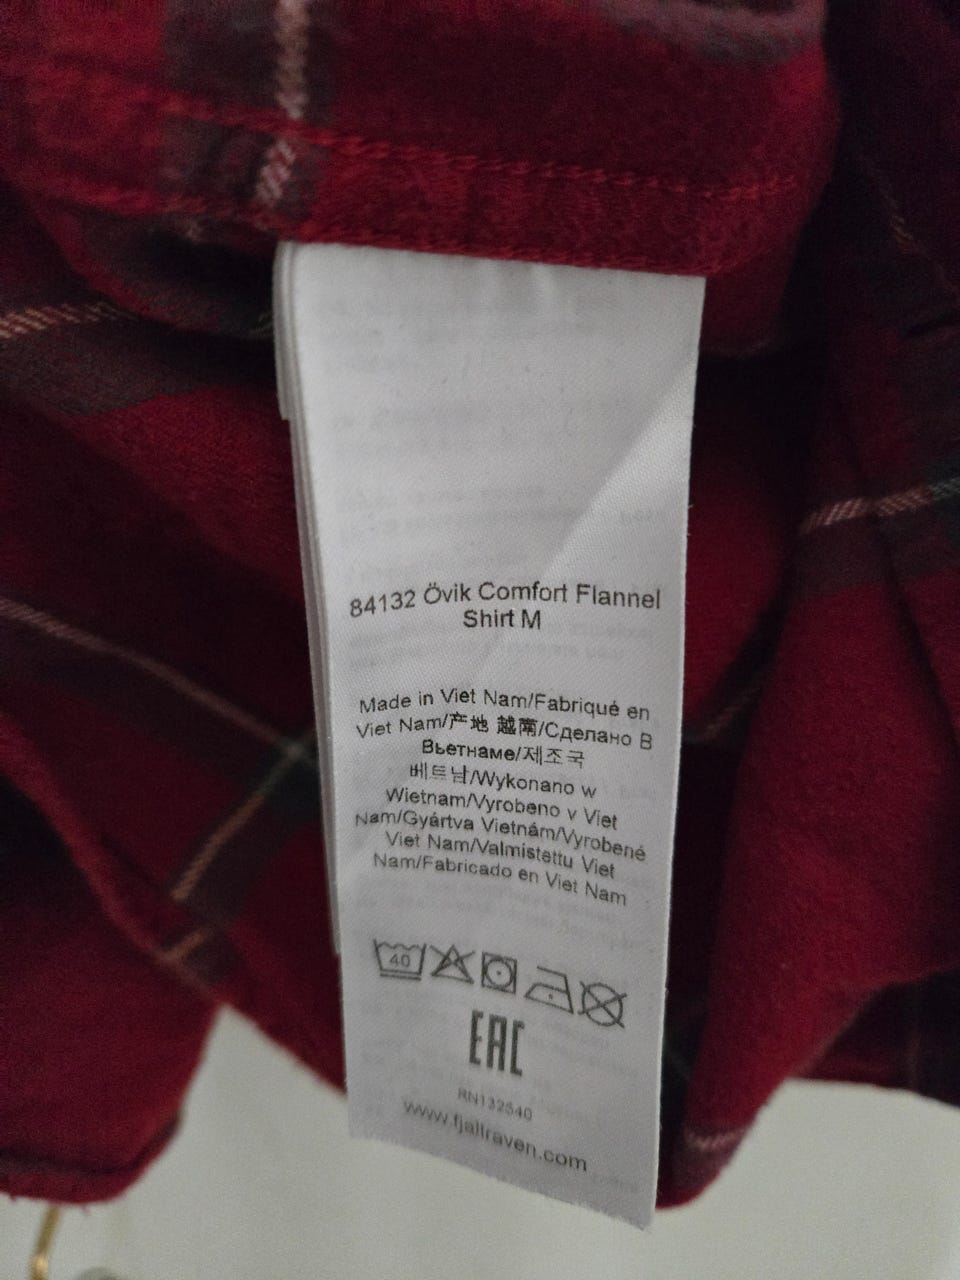 84132 Övik Comfort Flannel
Shirt M
Made in Viet Nam/Fabriqué en
Viet Nam/产地 越南/Сделано В
Вьетнаме/제조국
베트남/Wykonano w
Wietnam/Vyrobeno v Viet
Nam/Gyártva Vietnám/Vyrobené
Viet Nam/Valmistettu Viet
Nam/Fabricado en Viet Nam
40
EAC
RN132540
www.fjallraven.com